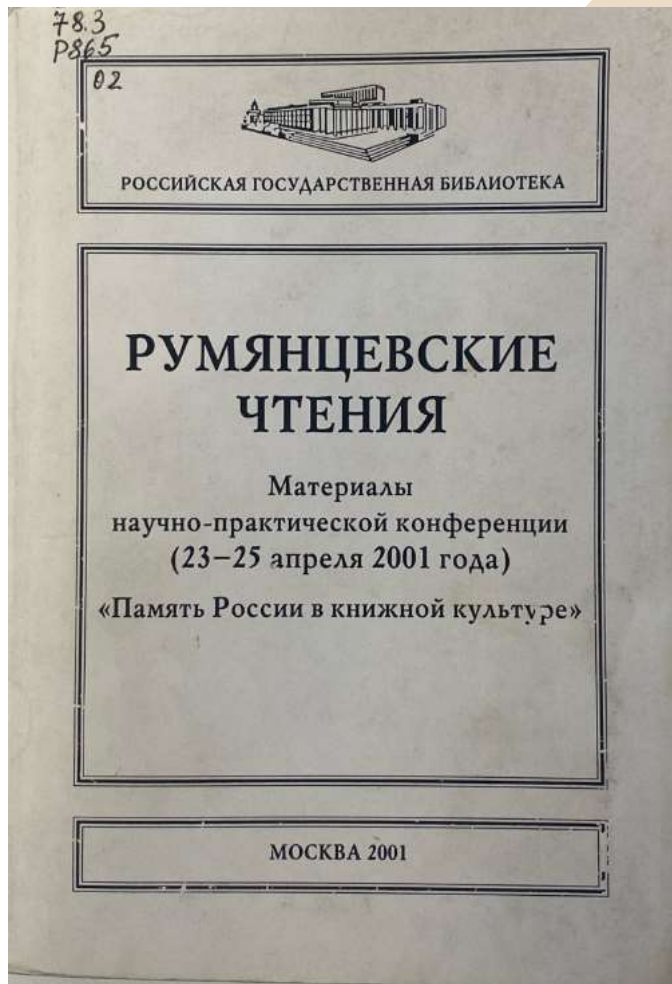 78.3
Р865
02
РОССИЙСКАЯ ГОСУДАРСТВЕННАЯ БИБЛИОТЕКА
РУМЯНЦЕВСКИЕ
ЧТЕНИЯ
Материалы
научно-практической конференции
(23–25 апреля 2001 года)
«Память России в книжной культуре»
МОСКВА 2001